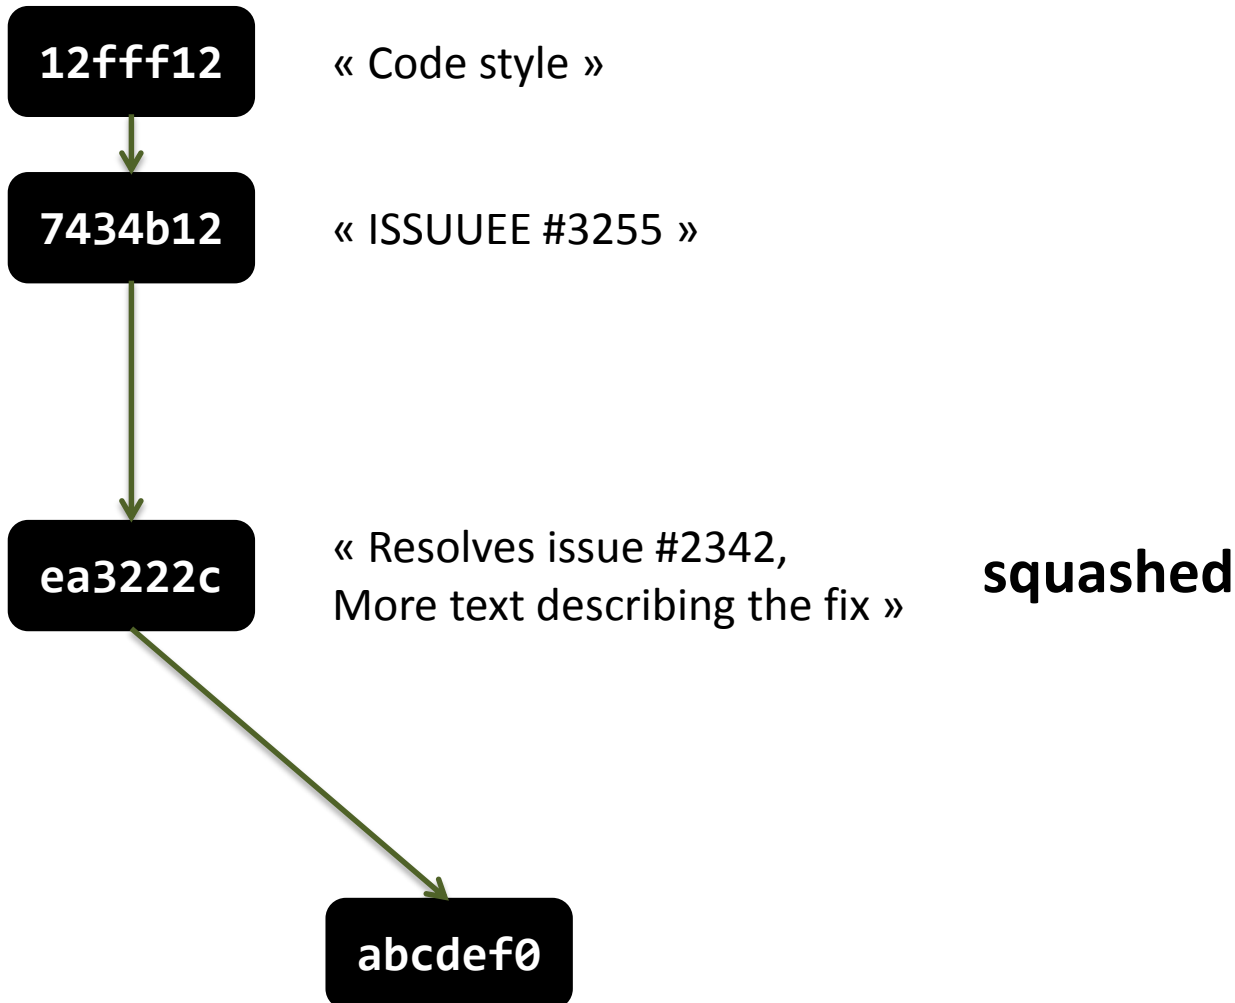 12fff12
« Code style »
7434b12
« ISSUUEE #3255 »
ea3222c
« Resolves issue #2342,
More text describing the fix »
squashed
abcdef0